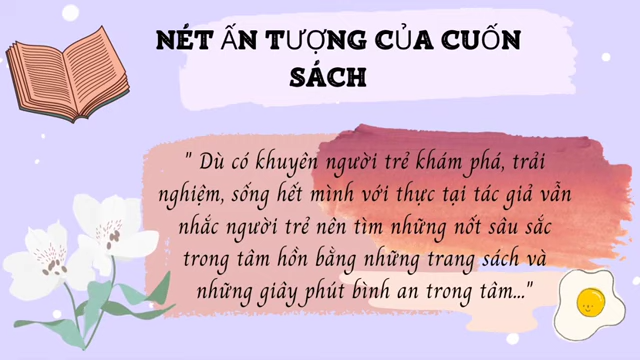 NÉT ẤN TƯỢNG CỦA CUỐN
SÁCH
" Dù có khuyên người trẻ khám phá, trải
nghiệm, sống hết mình với thực tại tác giả vẫn
nhắc người trẻ nên tìm những nốt sâu sắc
trong tâm hồn bằng những trang sách và
những giây phút bình an trong tâm..."